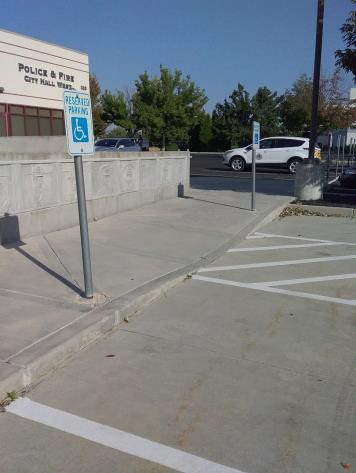 POLICE & FIRE
CITY HALL WEST
RESERVED
PARKING